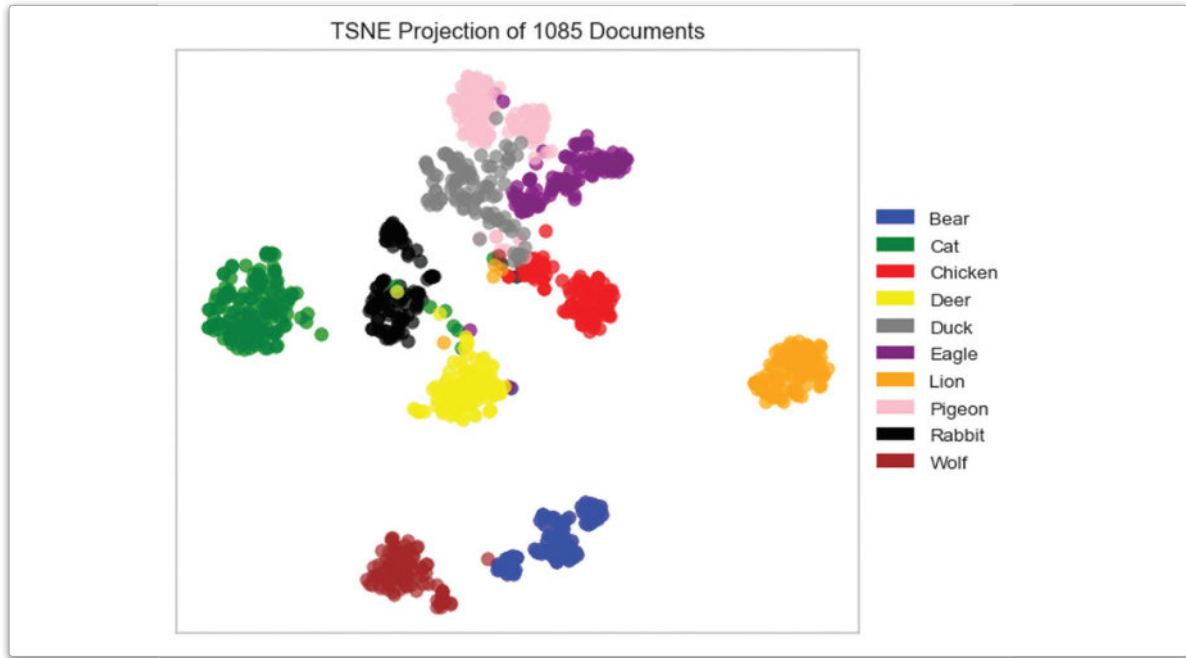 TSNE Projection of 1085 Documents
Bear
Cat
Chicken
Deer
Duck
Eagle
Lion
Pigeon
Rabbit
Wolf